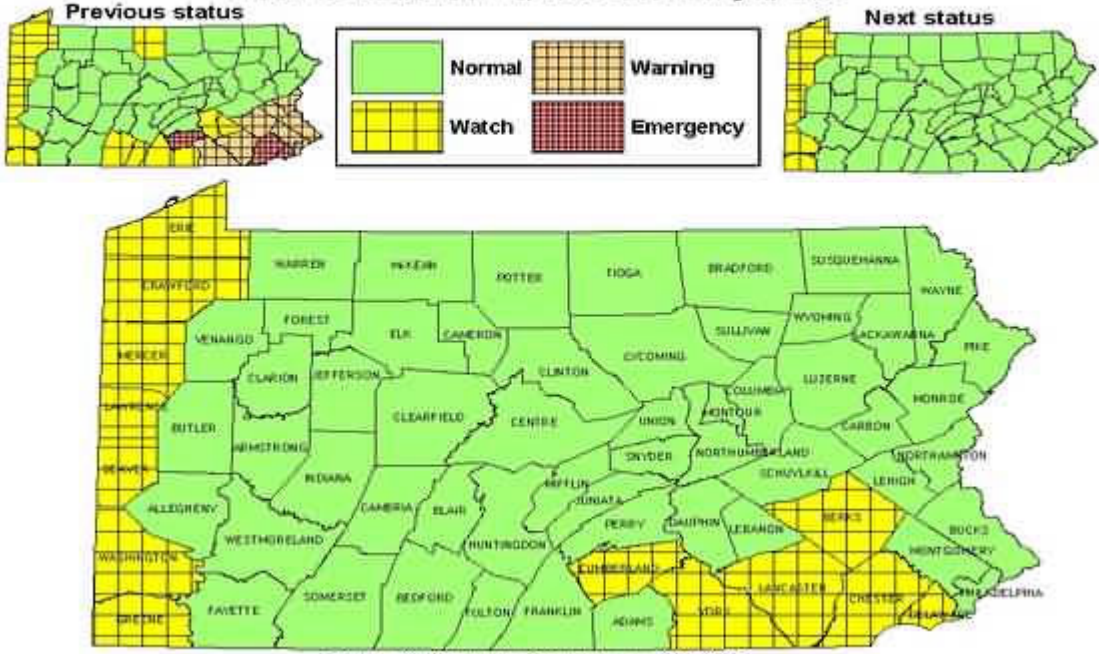 Previous status
Next status
Normal
Warning
Watch
Emergency
ERIE
WARREN
McKEAN
POTTER
TIOGA
BRADFORD
SUSQUEHANNA
WAYNE
CRAWFORD
FOREST
VENANGO
ELK
CAMERON
SULLIVAN
WYOMING
LACKAWANNA
PIKE
MERCER
CLARION
JEFFERSON
CLINTON
LYCOMING
COLUMBIA
LUZERNE
MONROE
LAWRENCE
BUTLER
CLEARFIELD
CENTRE
UNION
MONTOUR
CARBON
ARMSTRONG
SNYDER
NORTHUMBERLAND
NORTHAMPTON
BEAVER
INDIANA
MIFFLIN
SCHUYLKILL
LEHIGH
ALLEGHENY
CAMBRIA
BLAIR
JUNIATA
PERRY
DAUPHIN
LEBANON
BERKS
BUCKS
WESTMORELAND
HUNTINGDON
MONTGOMERY
WASHINGTON
CUMBERLAND
LANCASTER
CHESTER
PHILADELPHIA
GREENE
FAYETTE
SOMERSET
BEDFORD
FULTON
FRANKLIN
ADAMS
YORK
DELAWARE